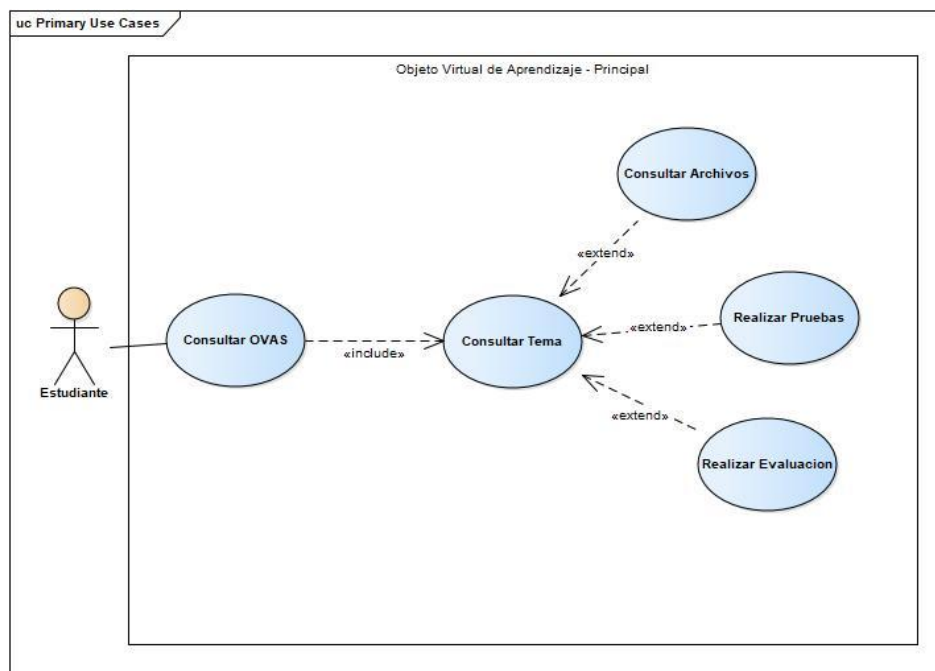 uc Primary Use Cases
Objeto Virtual de Aprendizaje - Principal
Consultar Archivos
«extend»
Realizar Pruebas
«extend»
Consultar OVAS
«include»
Consultar Tema
Estudiante
«extend»
Realizar Evaluacion